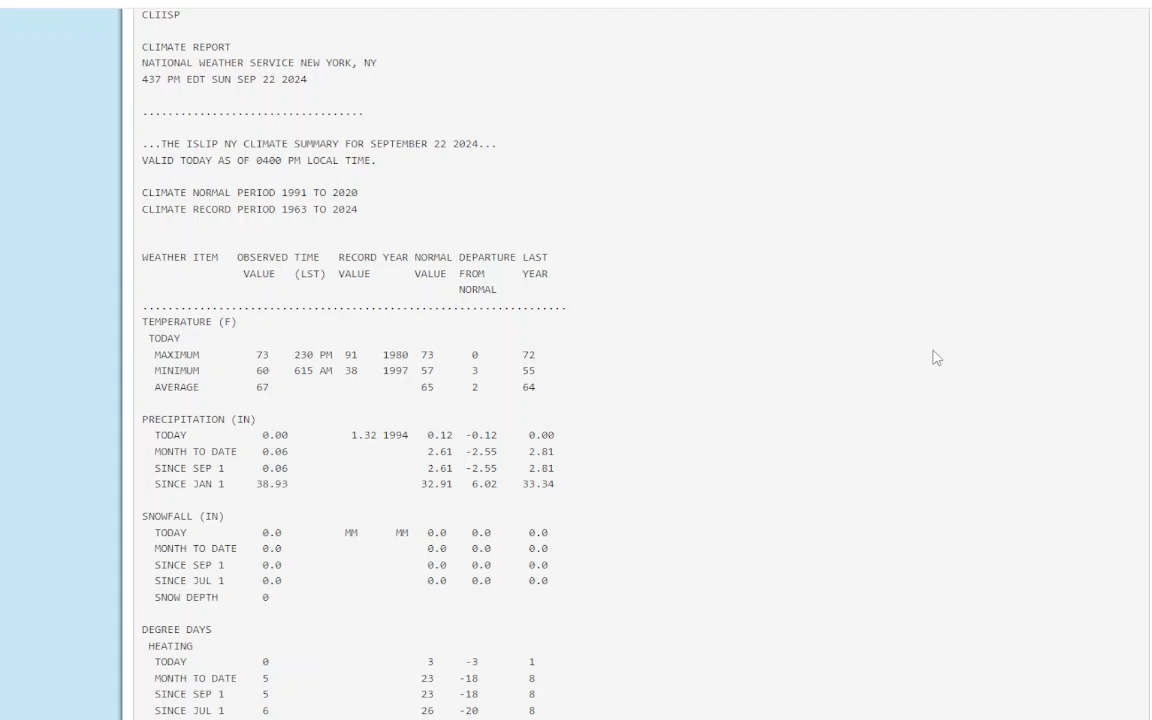 CLIISP
CLIMATE REPORT
NATIONAL WEATHER SERVICE NEW YORK, NY
437 PM EDT SUN SEP 22 2024
...................................
...THE ISLIP NY CLIMATE SUMMARY FOR SEPTEMBER 22 2024...
VALID TODAY AS OF 0400 PM LOCAL TIME.
CLIMATE NORMAL PERIOD 1991 TO 2020
CLIMATE RECORD PERIOD 1963 TO 2024
WEATHER ITEM OBSERVED TIME RECORD YEAR NORMAL DEPARTURE LAST
VALUE (LST) VALUE VALUE FROM YEAR
NORMAL
...................................................................
TEMPERATURE (F)
TODAY
MAXIMUM 73 230 PM 91 1980 73 0 72
MINIMUM 60 615 AM 38 1997 57 3 55
AVERAGE 67 65 2 64
PRECIPITATION (IN)
TODAY 0.00 1.32 1994 0.12 -0.12 0.00
MONTH TO DATE 0.06 2.61 -2.55 2.81
SINCE SEP 1 0.06 2.61 -2.55 2.81
SINCE JAN 1 38.93 32.91 6.02 33.34
SNOWFALL (IN)
TODAY 0.0 MM MM 0.0 0.0 0.0
MONTH TO DATE 0.0 0.0 0.0 0.0
SINCE SEP 1 0.0 0.0 0.0 0.0
SINCE JUL 1 0.0 0.0 0.0 0.0
SNOW DEPTH 0
DEGREE DAYS
HEATING
TODAY 0 3 -3 1
MONTH TO DATE 5 23 -18 8
SINCE SEP 1 5 23 -18 8
SINCE JUL 1 6 26 -20 8